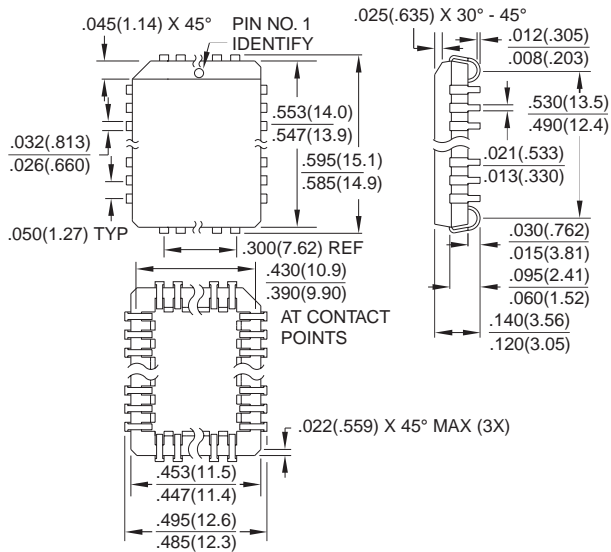 .045(1.14) X 45°
PIN NO. 1
IDENTIFY
.025(.635) X 30° - 45°
.012(.305)
.008(.203)
.553(14.0)
.547(13.9)
.530(13.5)
.490(12.4)
.032(.813)
.026(.660)
.595(15.1)
.585(14.9)
.021(.533)
.013(.330)
.050(1.27) TYP
.300(7.62) REF
.030(.762)
.015(3.81)
.430(10.9)
.390(9.90)
AT CONTACT
POINTS
.095(2.41)
.060(1.52)
.140(3.56)
.120(3.05)
.022(.559) X 45° MAX (3X)
.453(11.5)
.447(11.4)
.495(12.6)
.485(12.3)